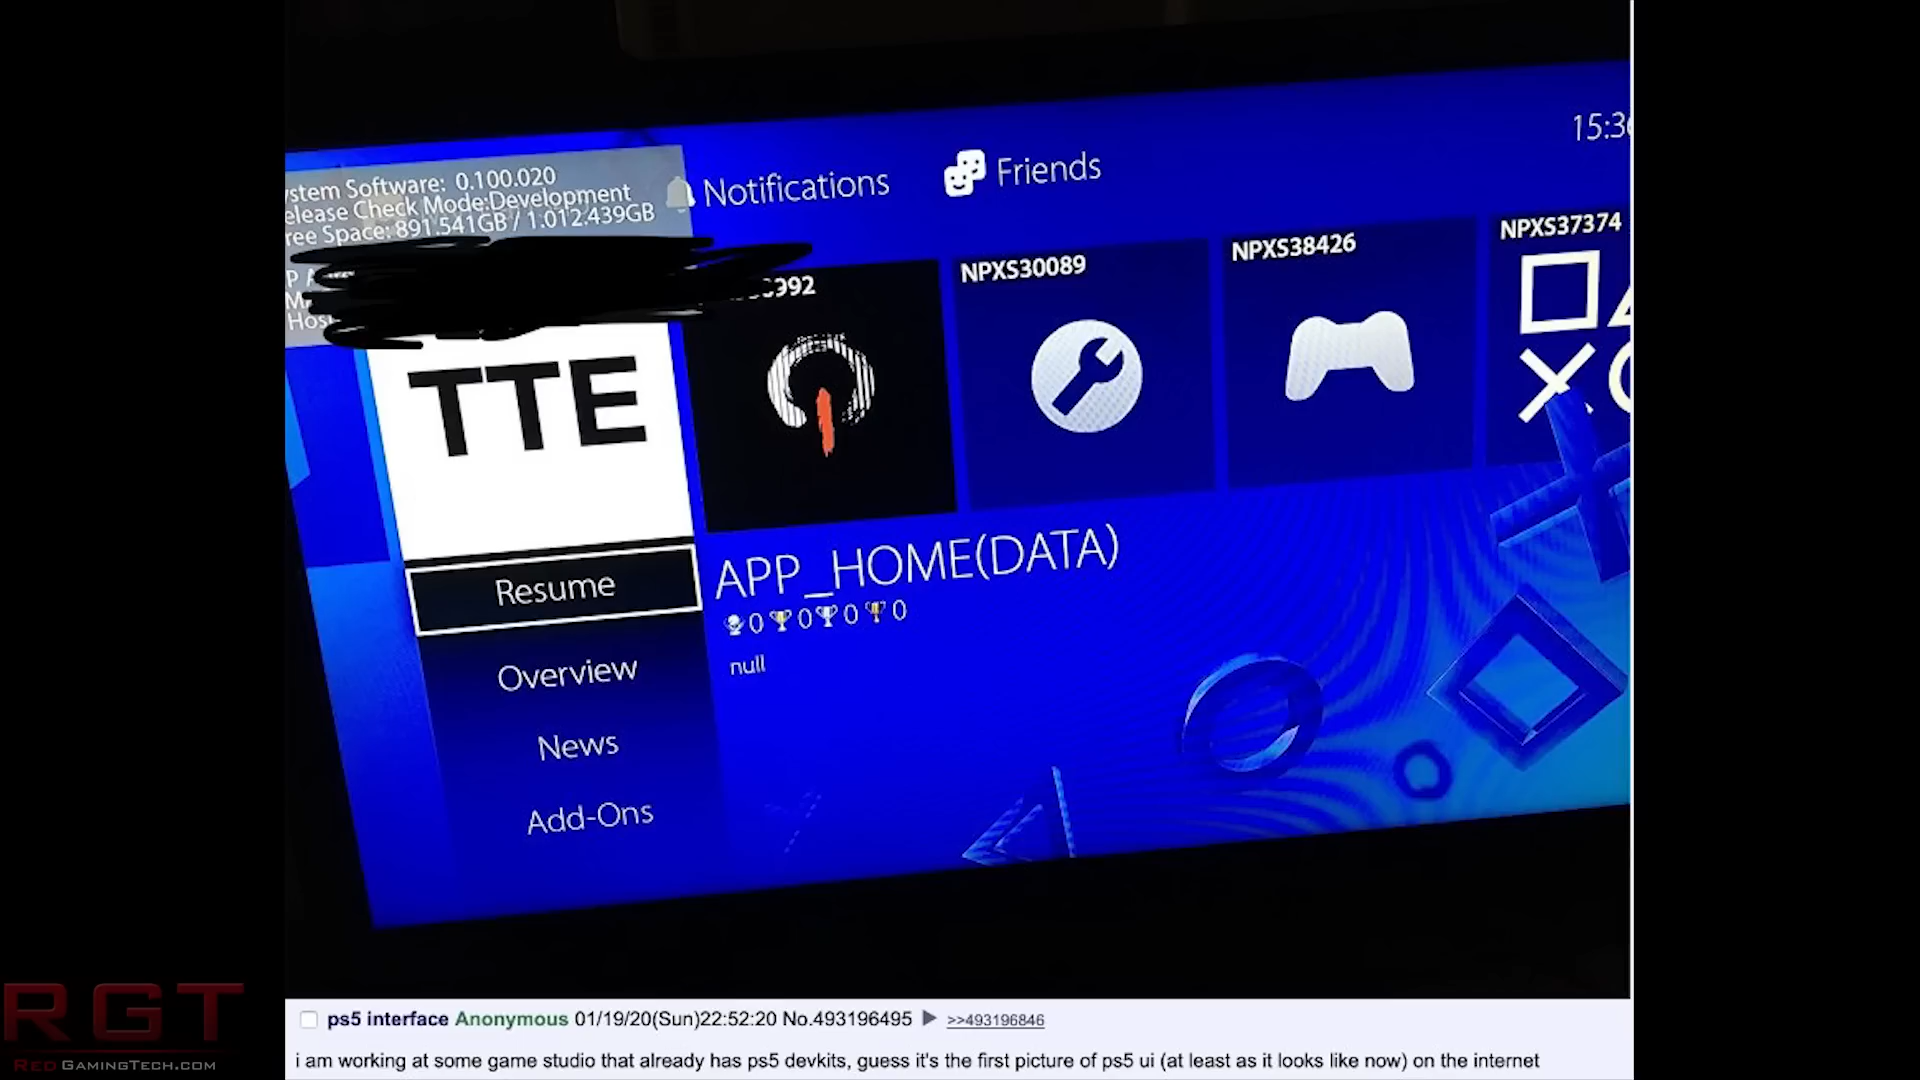 15:3
ystem Software: 0.100.020
elease Check Mode:Development
ree Space: 891.541GB / 1.012.439GB
Notifications
Friends
992
NPXS30089
NPXS38426
NPXS37374
TTE
Resume
Overview
News
Add-Ons
APP_HOME(DATA)
0 0 0 0
null
RGT
RedGamingTech.com
ps5 interface Anonymous 01/19/20(Sun)22:52:20 No.493196495 ▶ >>493196846
i am working at some game studio that already has ps5 devkits, guess it's the first picture of ps5 ui (at least as it looks like now) on the internet